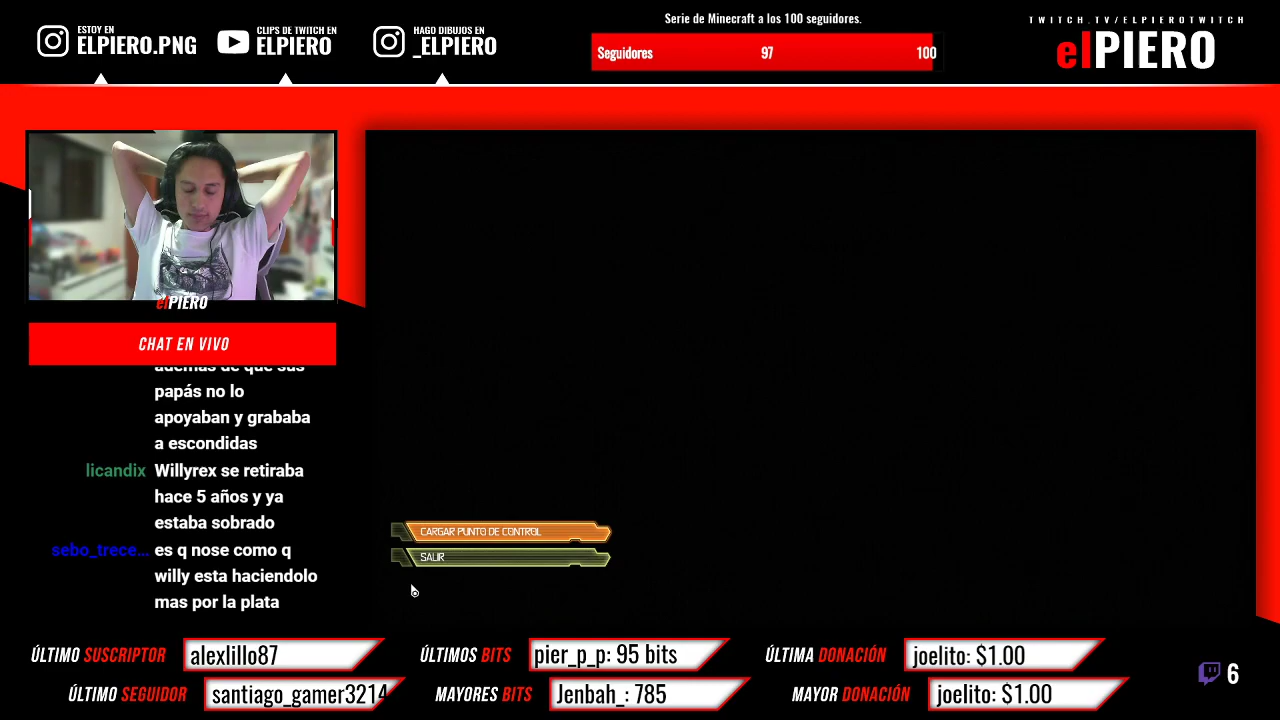 ESTOY EN
ELPIERO.PNG
CLIPS DE TWITCH EN
ELPIERO
HAGO DIBUJOS EN
_ELPIERO
Serie de Minecraft a los 100 seguidores.
Seguidores 97 100
TWITCH.TV/ELPIEROTWITCH
elPIERO
elPIERO
CHAT EN VIVO
además de que sus
papás no lo
apoyaban y grababa
a escondidas
licandix Willyrex se retiraba
hace 5 años y ya
estaba sobrado
sebo_trece... es q nose como q
willy esta haciendolo
mas por la plata
CARGAR PUNTO DE CONTROL
SALIR
ÚLTIMO SUSCRIPTOR alexlillo87
ÚLTIMOS BITS pier_p_p: 95 bits
ÚLTIMA DONACIÓN joelito: $1.00
6
ÚLTIMO SEGUIDOR santiago_gamer3214
MAYORES BITS Jenbah_: 785
MAYOR DONACIÓN joelito: $1.00